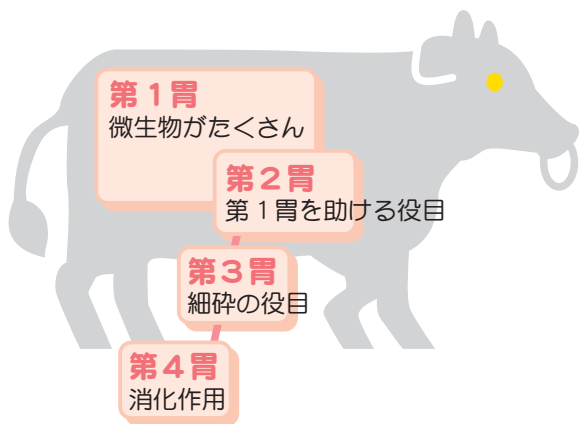 第1胃
微生物がたくさん
第2胃
第1胃を助ける役目
第3胃
細砕の役目
第4胃
消化作用